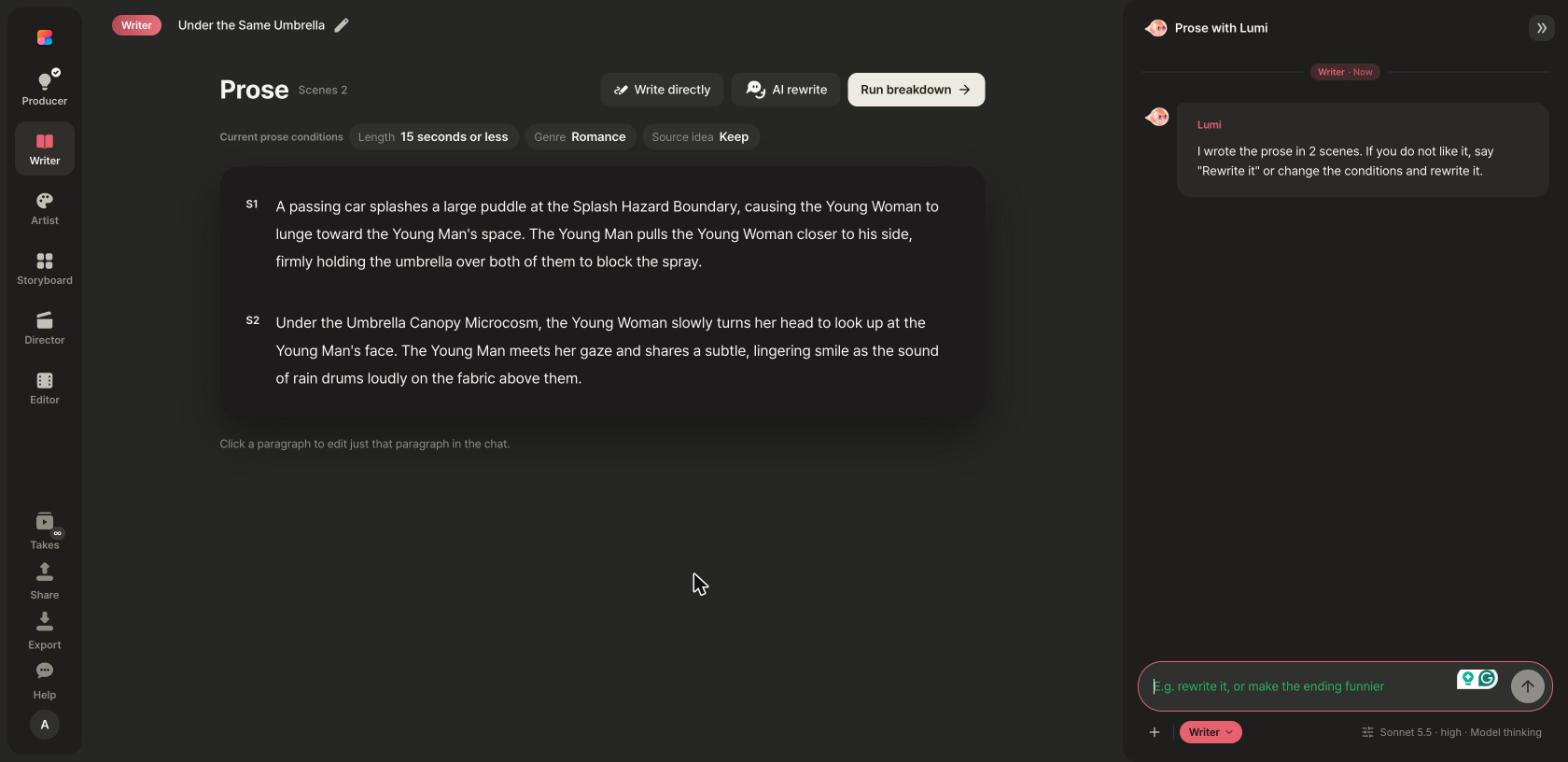 Writer
Under the Same Umbrella
Prose with Lumi
Producer
Writer
Artist
Storyboard
Director
Editor
Takes
Share
Export
Help
A
Prose
Scenes 2
Write directly
AI rewrite
Run breakdown
Current prose conditions
Length 15 seconds or less
Genre Romance
Source idea Keep
S1
A passing car splashes a large puddle at the Splash Hazard Boundary, causing the Young Woman to
lunge toward the Young Man's space. The Young Man pulls the Young Woman closer to his side,
firmly holding the umbrella over both of them to block the spray.
S2
Under the Umbrella Canopy Microcosm, the Young Woman slowly turns her head to look up at the
Young Man's face. The Young Man meets her gaze and shares a subtle, lingering smile as the sound
of rain drums loudly on the fabric above them.
Click a paragraph to edit just that paragraph in the chat.
Writer · Now
Lumi
I wrote the prose in 2 scenes. If you do not like it, say
"Rewrite it" or change the conditions and rewrite it.
E.g. rewrite it, or make the ending funnier
Writer
Sonnet 5.5 · high · Model thinking